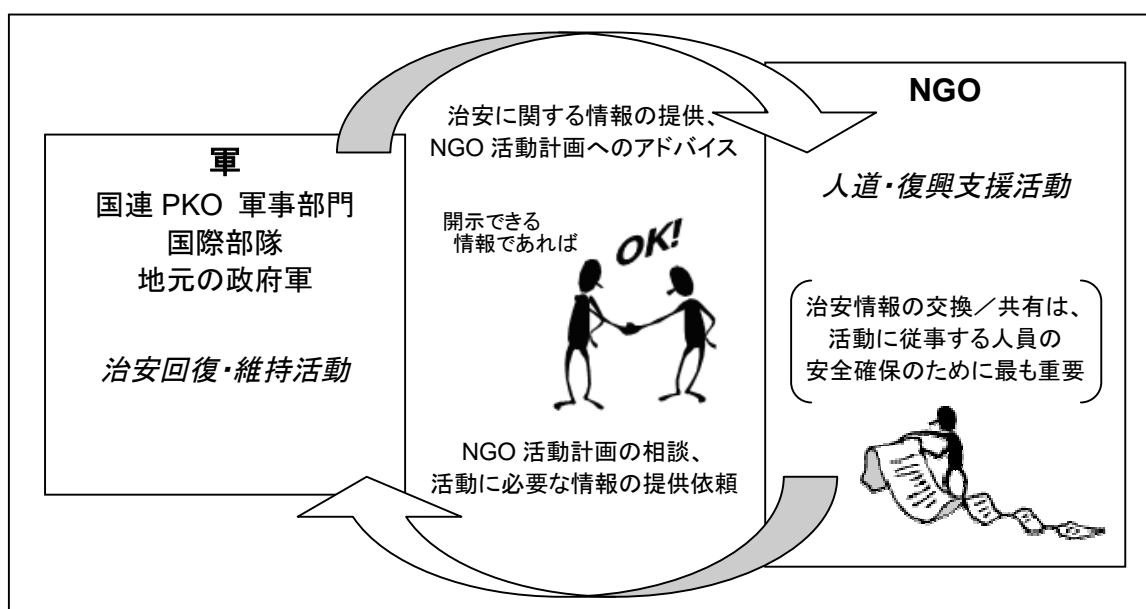 治安に関する情報の提供、
NGO 活動計画へのアドバイス
軍
国連 PKO 軍事部門
国際部隊
地元の政府軍
治安回復・維持活動
開示できる
情報であれば
OK!
NGO 活動計画の相談、
活動に必要な情報の提供依頼
NGO
人道・復興支援活動
治安情報の交換／共有は、
活動に従事する人員の
安全確保のために最も重要